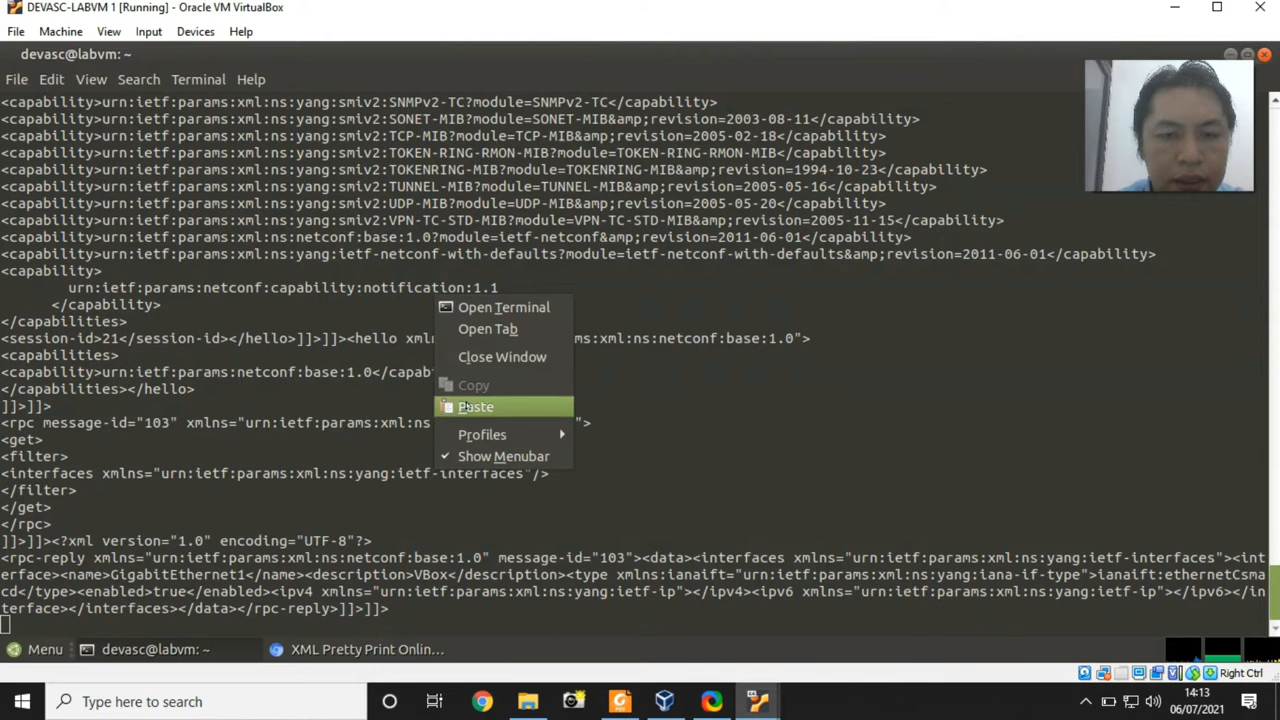 DEVASC-LABVM 1 [Running] - Oracle VM VirtualBox
File Machine View Input Devices Help
devasc@labvm: ~
File Edit View Search Terminal Help
<capability>urn:ietf:params:xml:ns:yang:smiv2:SNMPv2-TC?module=SNMPv2-TC</capability>
<capability>urn:ietf:params:xml:ns:yang:smiv2:SONET-MIB?module=SONET-MIB&amp;revision=2003-08-11</capability>
<capability>urn:ietf:params:xml:ns:yang:smiv2:TCP-MIB?module=TCP-MIB&amp;revision=2005-02-18</capability>
<capability>urn:ietf:params:xml:ns:yang:smiv2:TOKEN-RING-RMON-MIB?module=TOKEN-RING-RMON-MIB</capability>
<capability>urn:ietf:params:xml:ns:yang:smiv2:TOKENRING-MIB?module=TOKENRING-MIB&amp;revision=1994-10-23</capability>
<capability>urn:ietf:params:xml:ns:yang:smiv2:TUNNEL-MIB?module=TUNNEL-MIB&amp;revision=2005-05-16</capability>
<capability>urn:ietf:params:xml:ns:yang:smiv2:UDP-MIB?module=UDP-MIB&amp;revision=2005-05-20</capability>
<capability>urn:ietf:params:xml:ns:yang:smiv2:VPN-TC-STD-MIB?module=VPN-TC-STD-MIB&amp;revision=2005-11-15</capability>
<capability>urn:ietf:params:xml:ns:netconf:base:1.0?module=ietf-netconf&amp;revision=2011-06-01</capability>
<capability>urn:ietf:params:xml:ns:yang:ietf-netconf-with-defaults?module=ietf-netconf-with-defaults&amp;revision=2011-06-01</capability>
<capability>
urn:ietf:params:netconf:capability:notification:1.1
</capability>
</capabilities>
<session-id>21</session-id></hello>]]>]]><hello xml ms:xml:ns:netconf:base:1.0">
<capabilities>
<capability>urn:ietf:params:netconf:base:1.0</capa
</capabilities></hello>
]]>]]>
<rpc message-id="103" xmlns="urn:ietf:params:xml:ns ">
<get>
<filter>
<interfaces xmlns="urn:ietf:params:xml:ns:yang:ietf-interfaces"/>
</filter>
</get>
</rpc>
]]>]]><?xml version="1.0" encoding="UTF-8"?>
<rpc-reply xmlns="urn:ietf:params:xml:ns:netconf:base:1.0" message-id="103"><data><interfaces xmlns="urn:ietf:params:xml:ns:yang:ietf-interfaces"><int
erface><name>GigabitEthernet1</name><description>VBox</description><type xmlns:ianaift="urn:ietf:params:xml:ns:yang:iana-if-type">ianaift:ethernetCsma
cd</type><enabled>true</enabled><ipv4 xmlns="urn:ietf:params:xml:ns:yang:ietf-ip"></ipv4><ipv6 xmlns="urn:ietf:params:xml:ns:yang:ietf-ip"></ipv6></in
terface></interfaces></data></rpc-reply>]]>]]>
Open Terminal
Open Tab
Close Window
Copy
Paste
Profiles
Show Menubar
Menu devasc@labvm: ~ XML Pretty Print Onlin...
Right Ctrl
Type here to search
14:13
06/07/2021